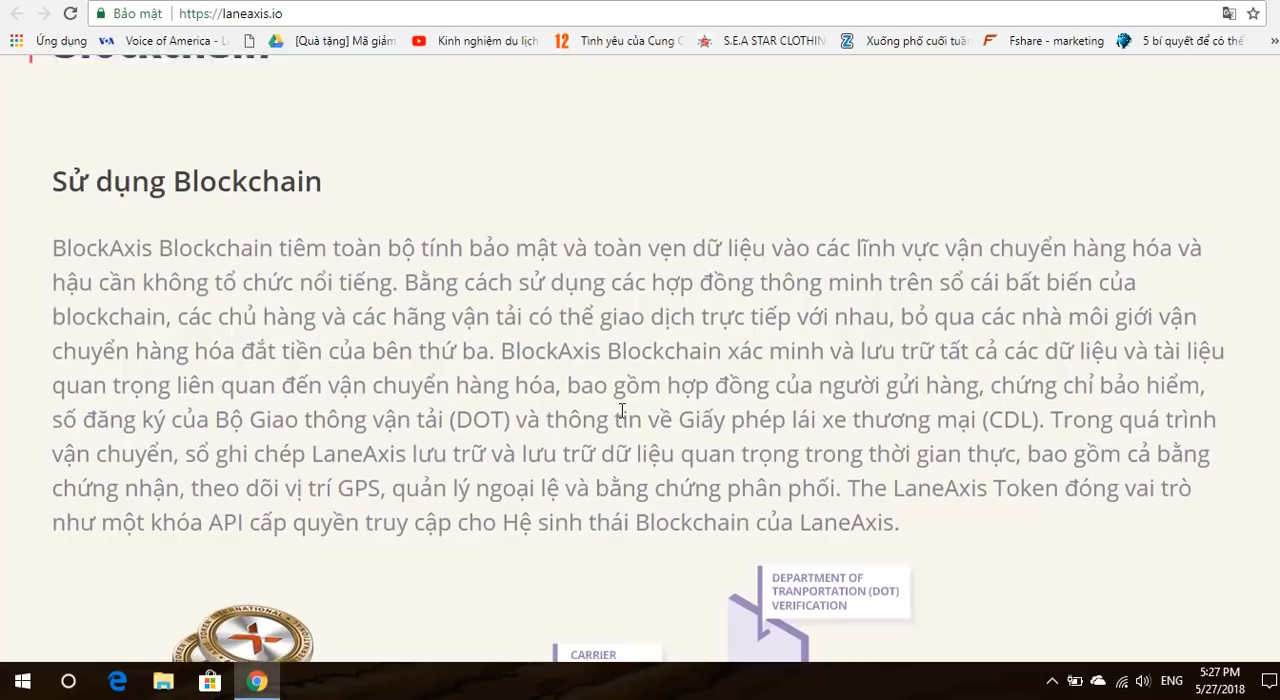 Bảo mật | https://laneaxis.io
Ứng dụng VOA Voice of America - [Quà tặng] Mã giảm Kinh nghiệm du lịch 12 Tình yêu của Cung S.E.A STAR CLOTHIN Xuống phố cuối tuần Fshare - marketing 5 bí quyết để có thể »
Blockchain
Sử dụng Blockchain
BlockAxis Blockchain tiêm toàn bộ tính bảo mật và toàn vẹn dữ liệu vào các lĩnh vực vận chuyển hàng hóa và
hậu cần không tổ chức nổi tiếng. Bằng cách sử dụng các hợp đồng thông minh trên sổ cái bất biến của
blockchain, các chủ hàng và các hãng vận tải có thể giao dịch trực tiếp với nhau, bỏ qua các nhà môi giới vận
chuyển hàng hóa đắt tiền của bên thứ ba. BlockAxis Blockchain xác minh và lưu trữ tất cả các dữ liệu và tài liệu
quan trọng liên quan đến vận chuyển hàng hóa, bao gồm hợp đồng của người gửi hàng, chứng chỉ bảo hiểm,
số đăng ký của Bộ Giao thông vận tải (DOT) và thông tin về Giấy phép lái xe thương mại (CDL). Trong quá trình
vận chuyển, sổ ghi chép LaneAxis lưu trữ và lưu trữ dữ liệu quan trọng trong thời gian thực, bao gồm cả bằng
chứng nhận, theo dõi vị trí GPS, quản lý ngoại lệ và bằng chứng phân phối. The LaneAxis Token đóng vai trò
như một khóa API cấp quyền truy cập cho Hệ sinh thái Blockchain của LaneAxis.
DEPARTMENT OF
TRANPORTATION (DOT)
VERIFICATION
CARRIER
ENG
5:27 PM
5/27/2018